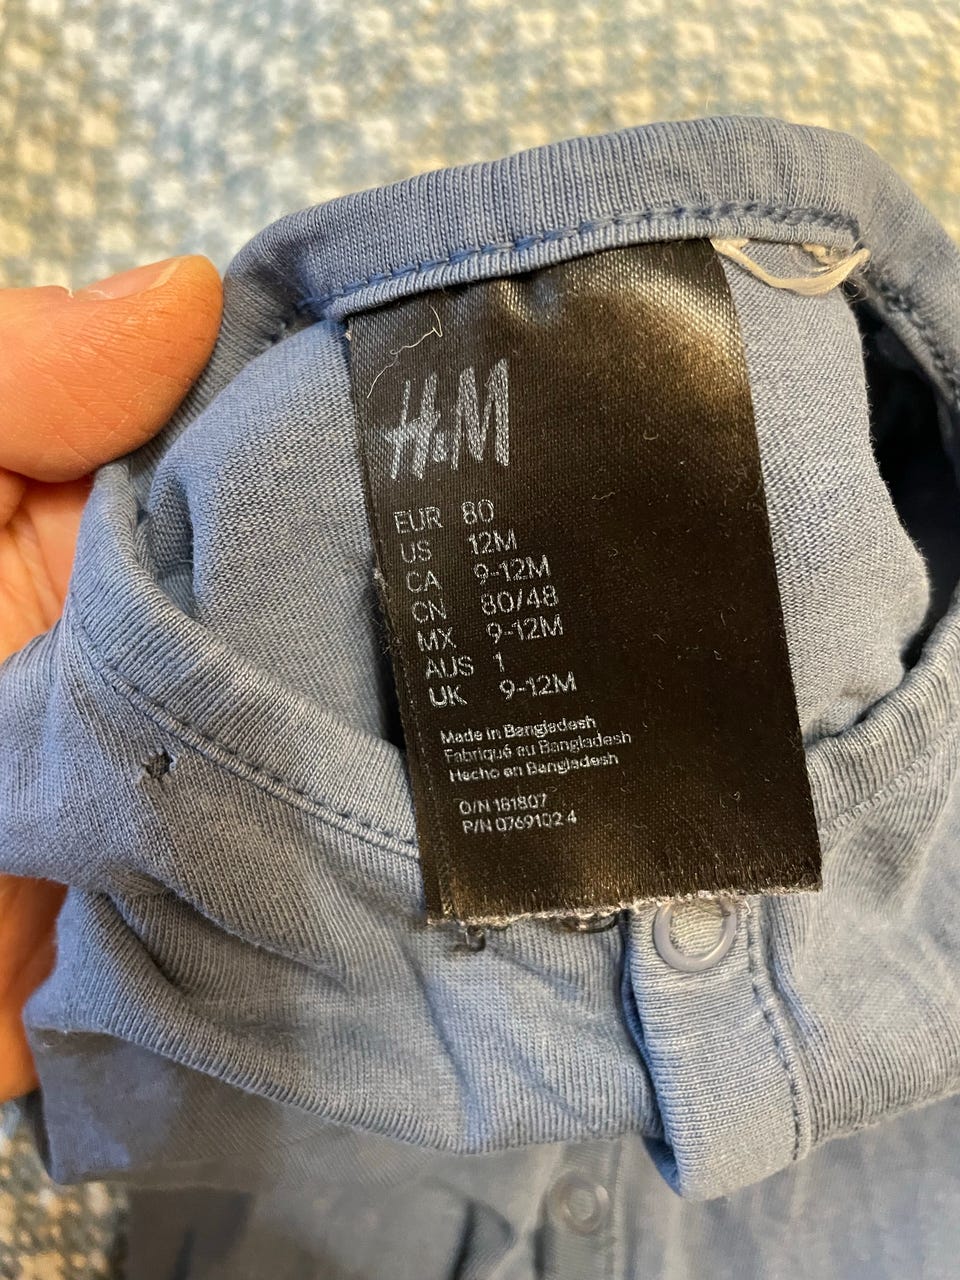 H&M
EUR 80
US 12M
CA 9-12M
CN 80/48
MX 9-12M
AUS 1
UK 9-12M
Made in Bangladesh
Fabriqué au Bangladesh
Hecho en Bangladesh
O/N 181807
P/N 0769102 4